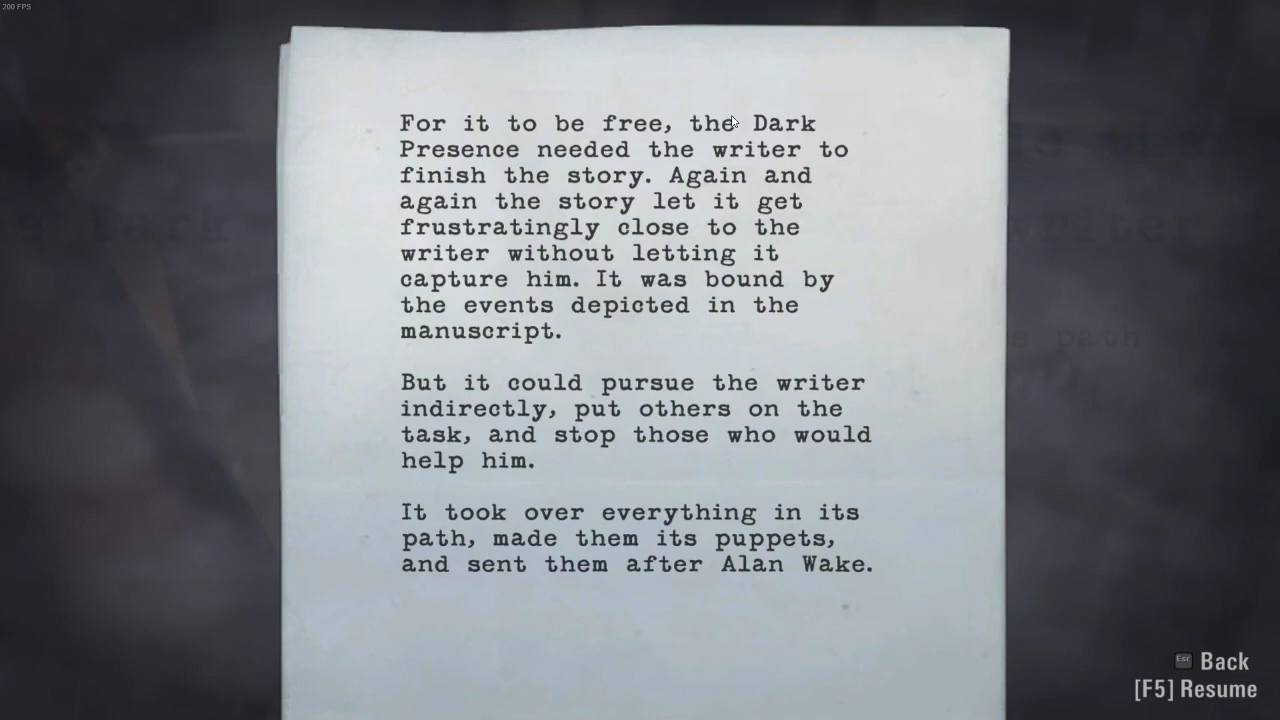 200 FPS
For it to be free, the Dark
Presence needed the writer to
finish the story. Again and
again the story let it get
frustratingly close to the
writer without letting it
capture him. It was bound by
the events depicted in the
manuscript.
But it could pursue the writer
indirectly, put others on the
task, and stop those who would
help him.
It took over everything in its
path, made them its puppets,
and sent them after Alan Wake.
Esc Back
[F5] Resume